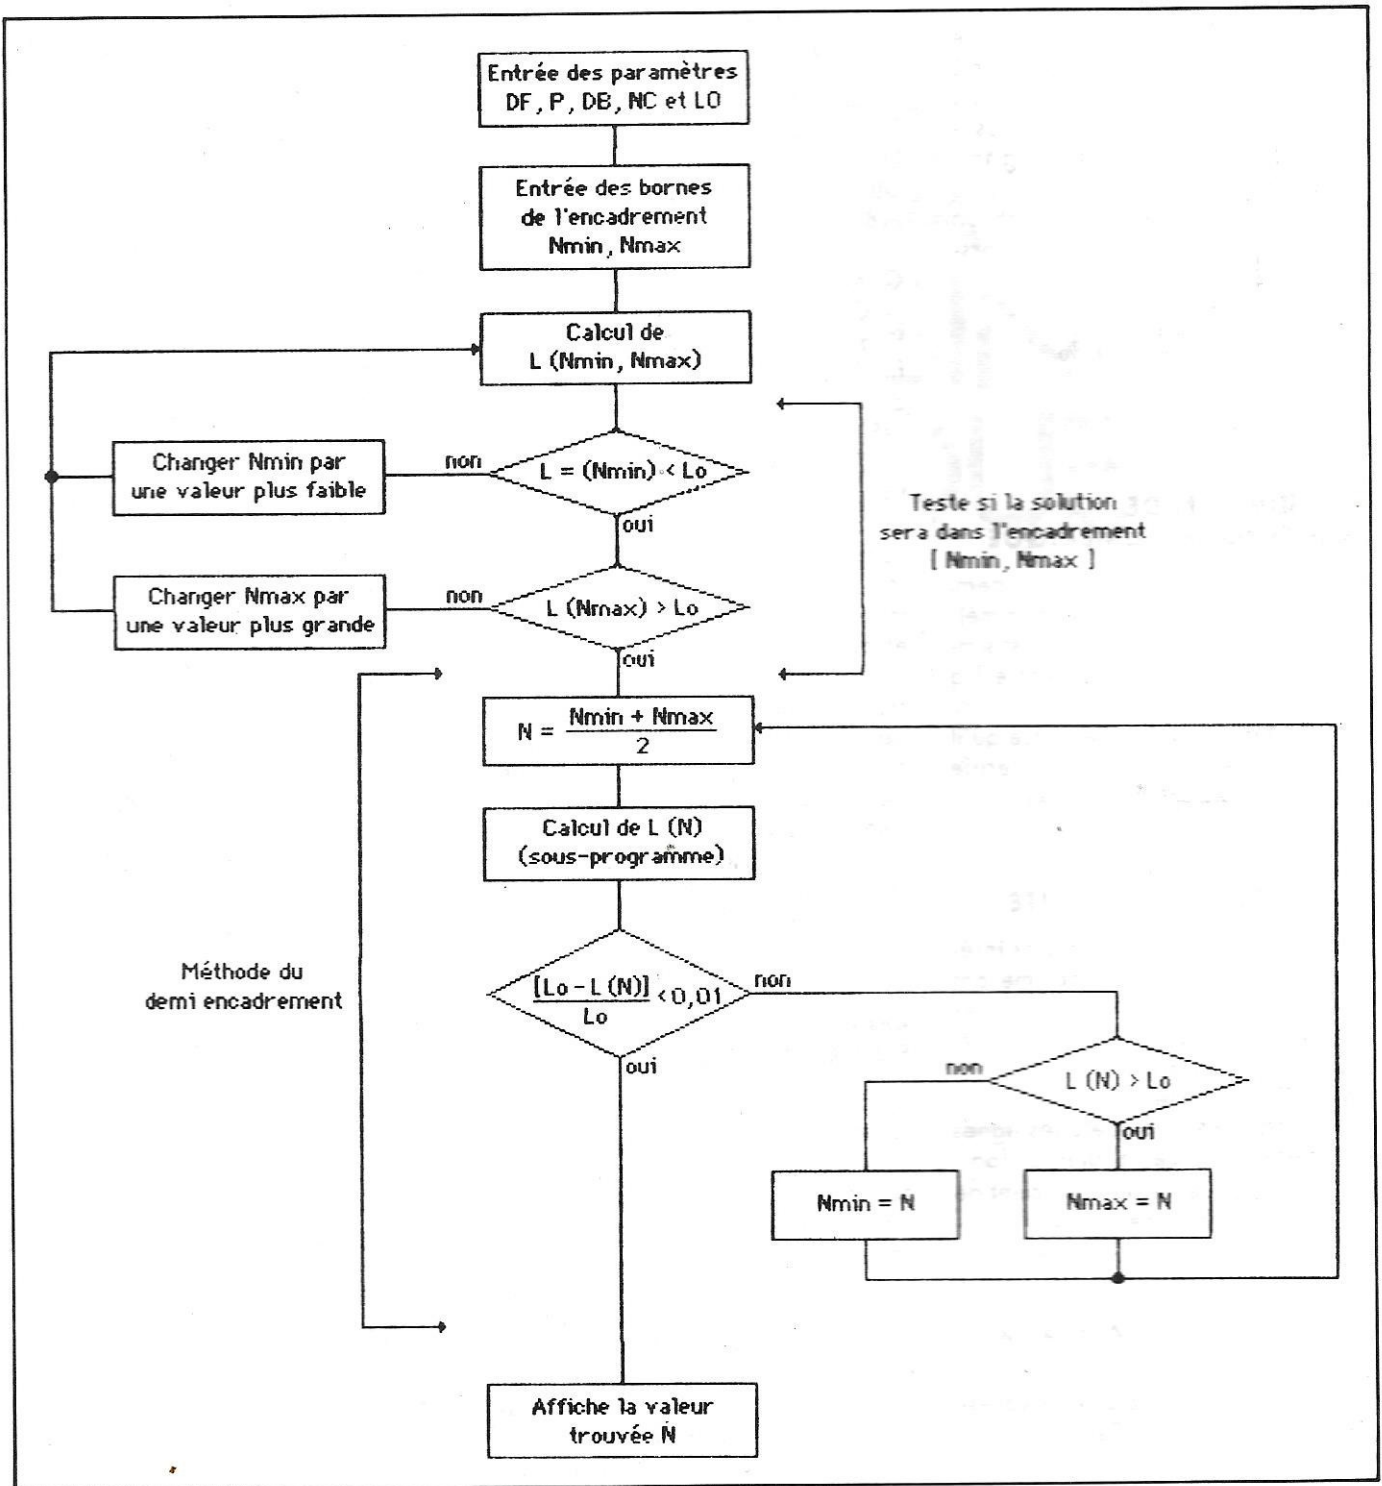 Entrée des paramètres
DF, P, DB, NC et LO
Entrée des bornes
de l'encadrement
Nmin, Nmax
Calcul de
L (Nmin, Nmax)
Changer Nmin par
une valeur plus faible
non
L = (Nmin) < Lo
oui
Teste si la solution
sera dans l'encadrement
[ Nmin, Nmax ]
Changer Nmax par
une valeur plus grande
non
L (Nmax) > Lo
oui
N = Nmin + Nmax
2
Calcul de L (N)
(sous-programme)
Méthode du
demi encadrement
[Lo - L (N)]
Lo
< 0,01
non
oui
non
L (N) > Lo
oui
Nmin = N
Nmax = N
Affiche la valeur
trouvée N